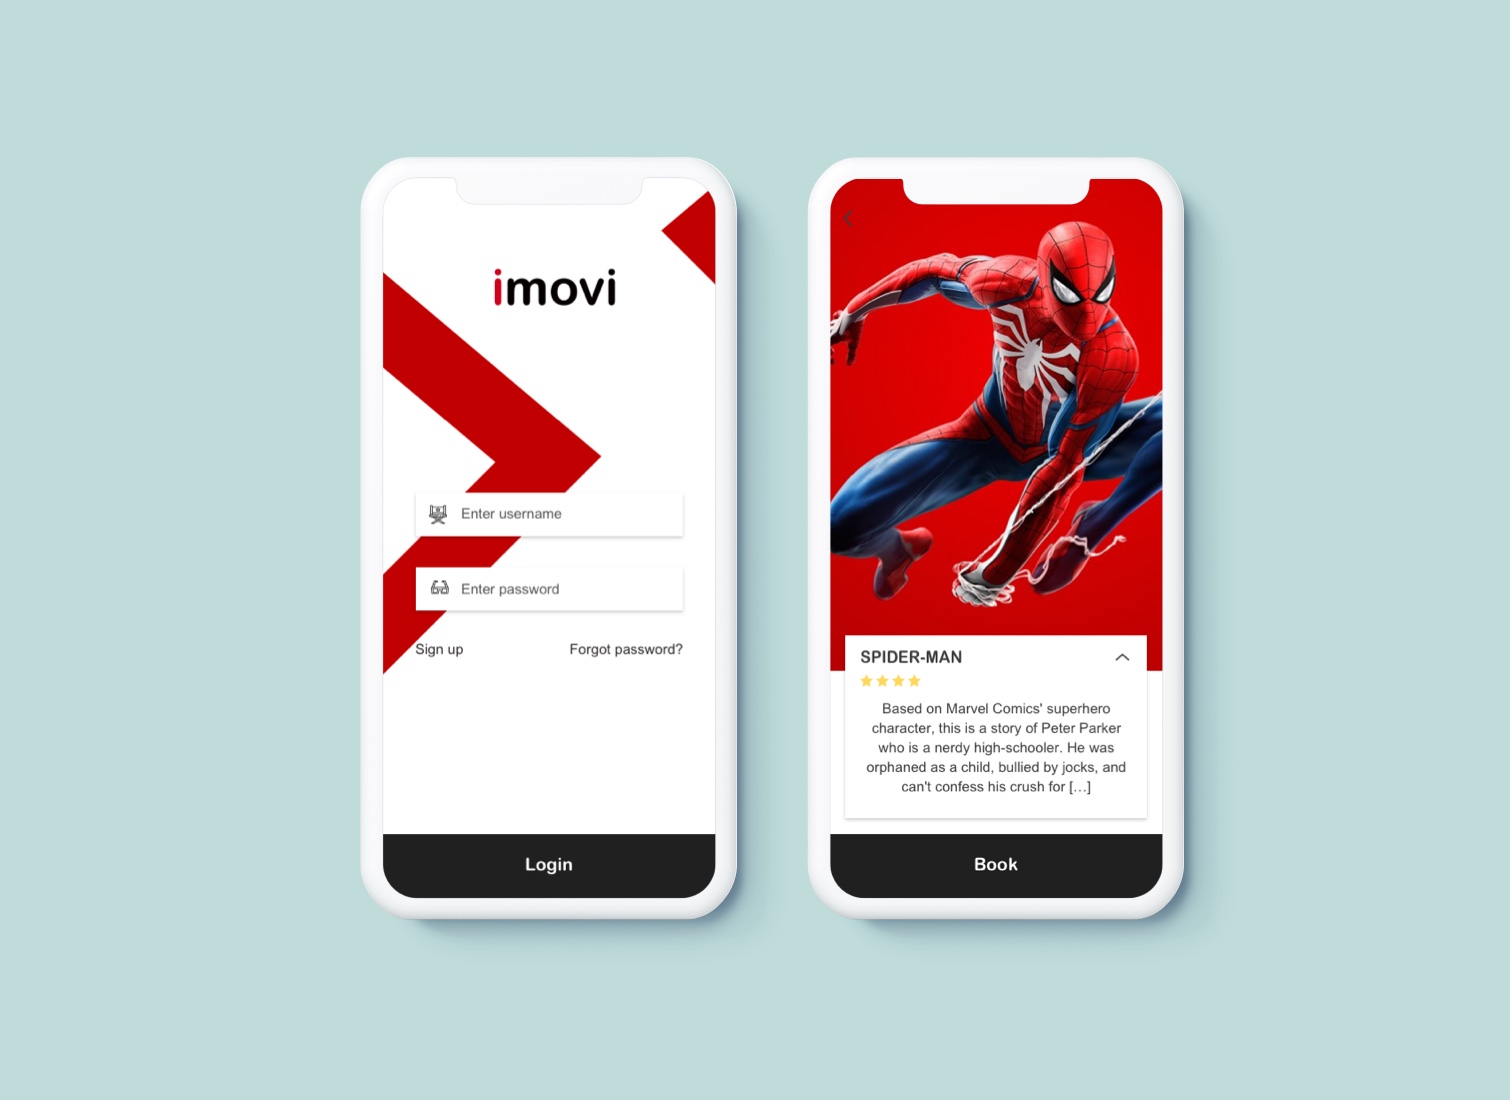 imovi
Enter username
Enter password
Sign up
Forgot password?
Login
SPIDER-MAN
Based on Marvel Comics' superhero
character, this is a story of Peter Parker
who is a nerdy high-schooler. He was
orphaned as a child, bullied by jocks, and
can't confess his crush for [...]
Book